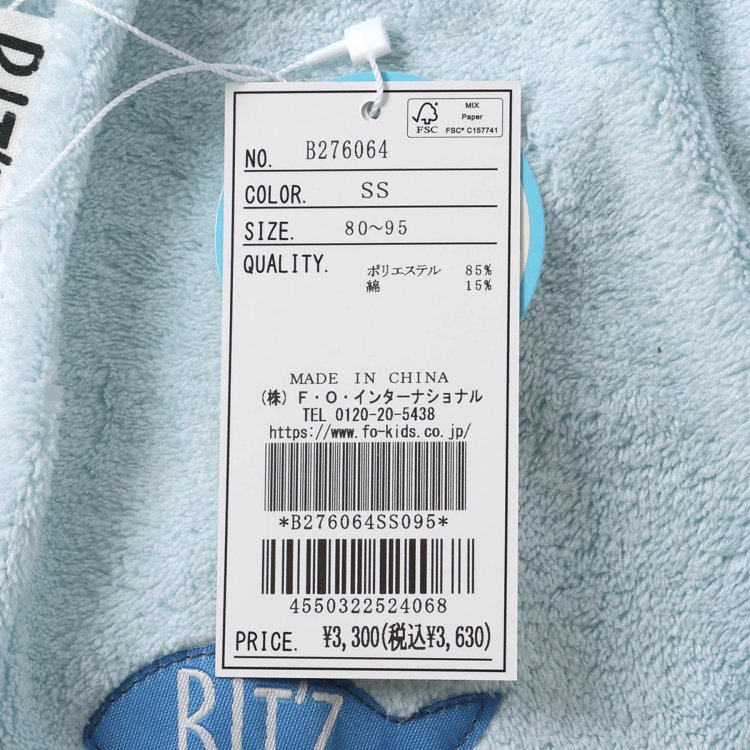 MIX
Paper
FSC
FSC® C157741
NO. B276064
COLOR. SS
SIZE. 80~95
QUALITY. ポリエステル 85%
綿 15%
MADE IN CHINA
(株) F・O・インターナショナル
TEL 0120-20-5438
https://www.fo-kids.co.jp/
*B276064SS095*
4550322524068
PRICE. ¥3,300(税込¥3,630)
RIT'z